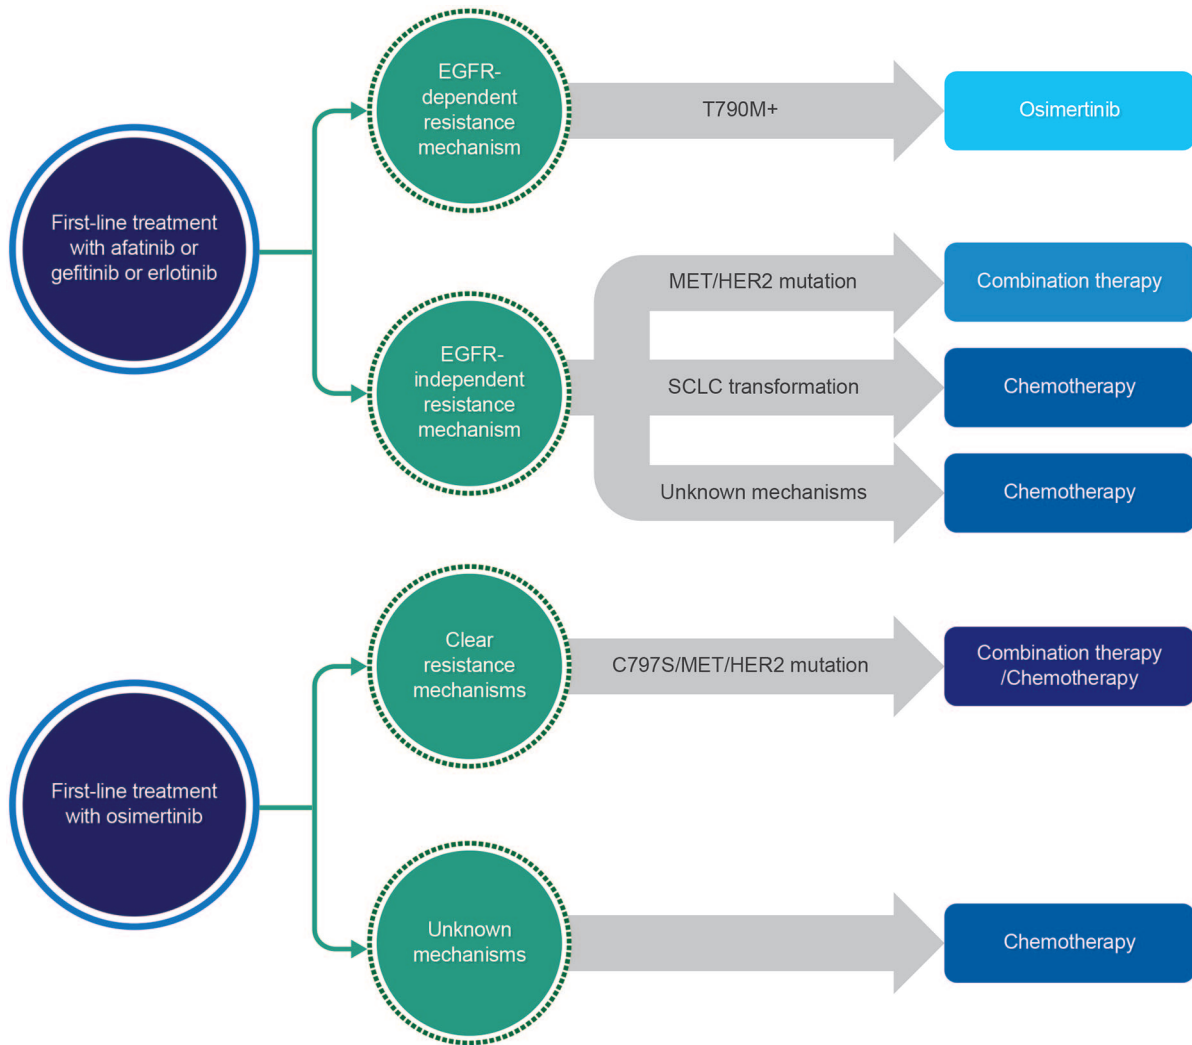 First-line treatment
with afatinib or
gefitinib or erlotinib
EGFR-
dependent
resistance
mechanism
T790M+
Osimertinib
EGFR-
independent
resistance
mechanism
MET/HER2 mutation
Combination therapy
SCLC transformation
Chemotherapy
Unknown mechanisms
Chemotherapy
First-line treatment
with osimertinib
Clear
resistance
mechanisms
C797S/MET/HER2 mutation
Combination therapy
/Chemotherapy
Unknown
mechanisms
Chemotherapy